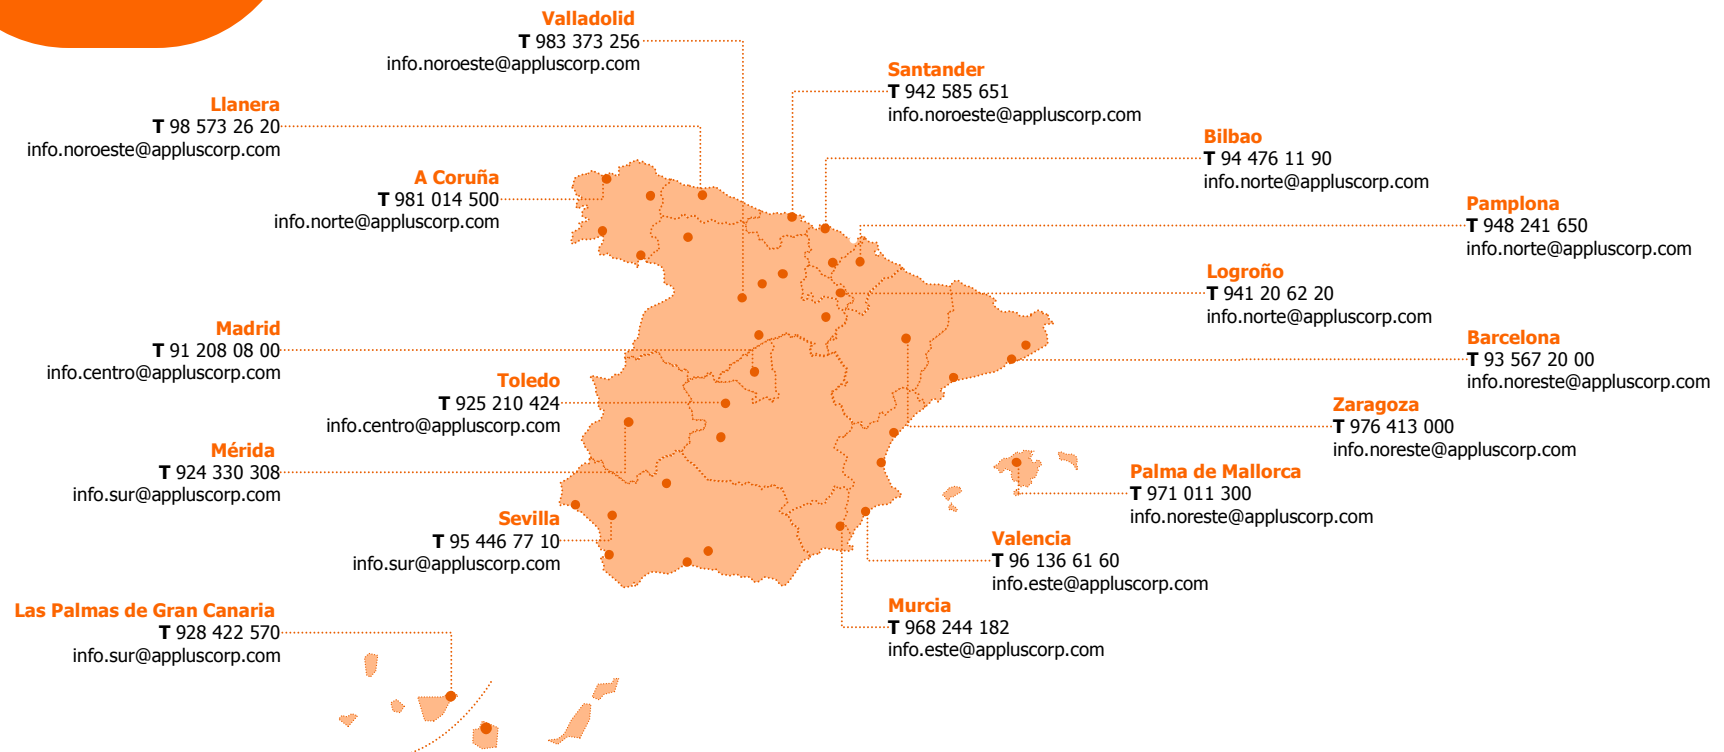 Valladolid
T 983 373 256
info.noroeste@appluscorp.com
Santander
T 942 585 651
info.noroeste@appluscorp.com
Llanera
T 98 573 26 20
info.noroeste@appluscorp.com
Bilbao
T 94 476 11 90
info.norte@appluscorp.com
A Coruña
T 981 014 500
info.norte@appluscorp.com
Pamplona
T 948 241 650
info.norte@appluscorp.com
Logroño
T 941 20 62 20
info.norte@appluscorp.com
Madrid
T 91 208 08 00
info.centro@appluscorp.com
Barcelona
T 93 567 20 00
info.noreste@appluscorp.com
Toledo
T 925 210 424
info.centro@appluscorp.com
Zaragoza
T 976 413 000
info.noreste@appluscorp.com
Mérida
T 924 330 308
info.sur@appluscorp.com
Palma de Mallorca
T 971 011 300
info.noreste@appluscorp.com
Sevilla
T 95 446 77 10
info.sur@appluscorp.com
Valencia
T 96 136 61 60
info.este@appluscorp.com
Las Palmas de Gran Canaria
T 928 422 570
info.sur@appluscorp.com
Murcia
T 968 244 182
info.este@appluscorp.com